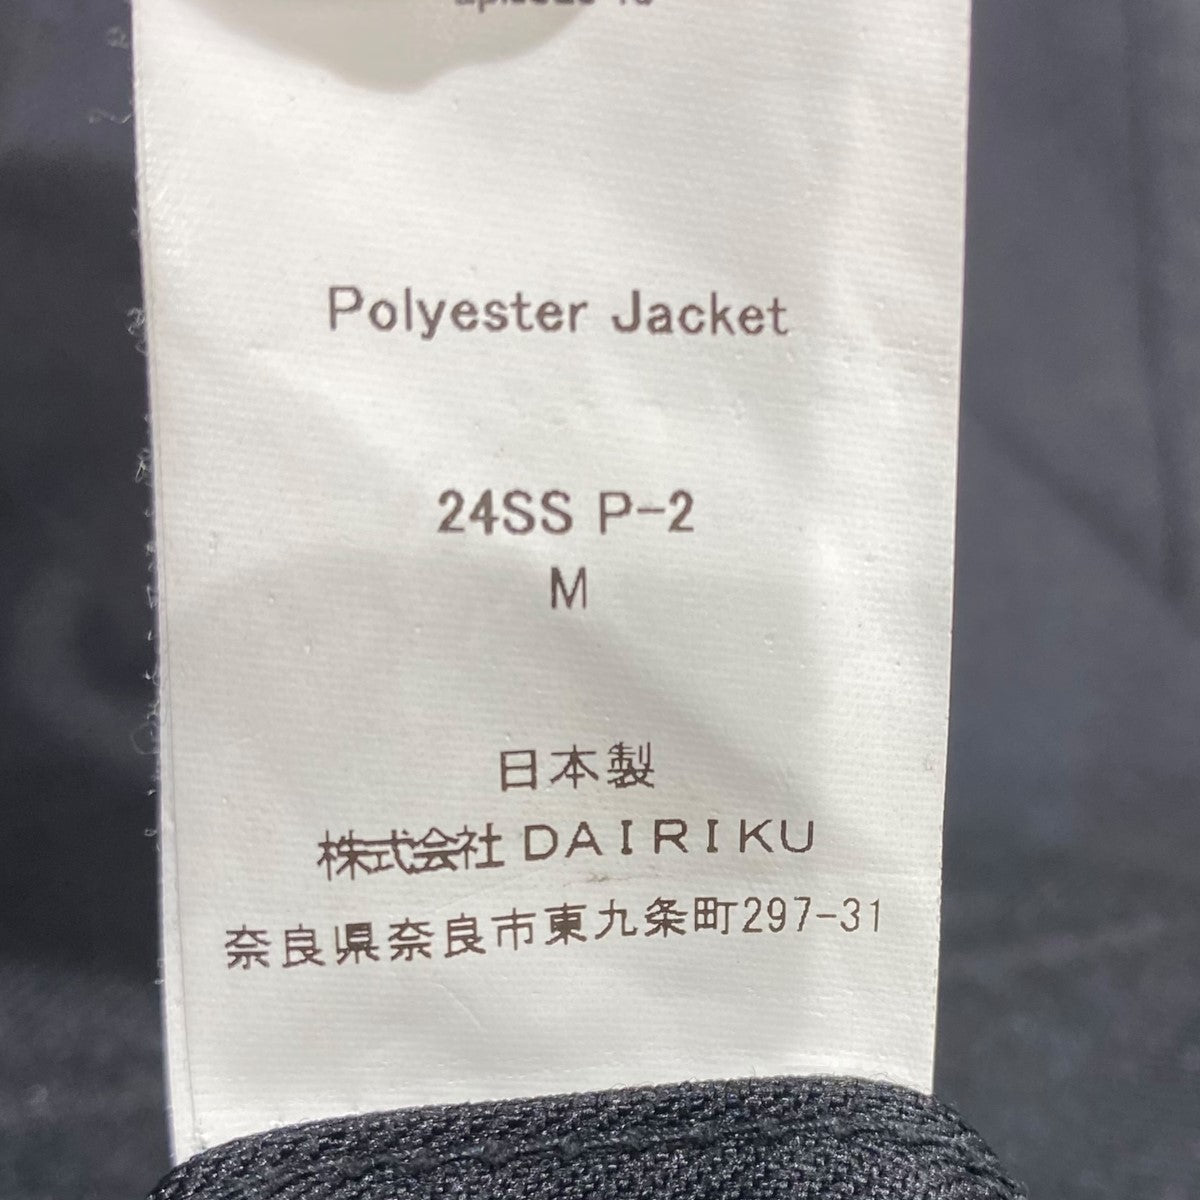 Polyester Jacket
24SS P-2
M
日本製
株式会社DAIRIKU
奈良県奈良市東九条町297-31